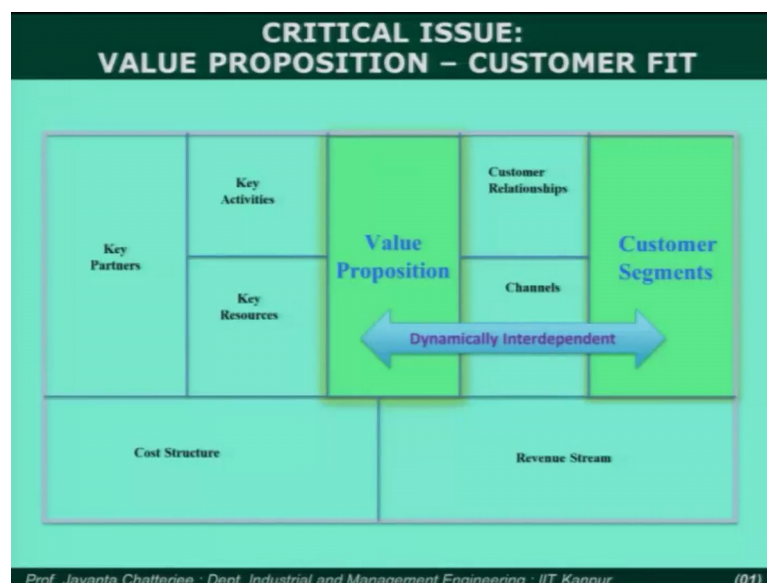 CRITICAL ISSUE:
VALUE PROPOSITION – CUSTOMER FIT
Key
Partners
Key
Activities
Key
Resources
Value
Proposition
Customer
Relationships
Channels
Customer
Segments
Dynamically Interdependent
Cost Structure
Revenue Stream
Prof. Jayanta Chatterjee : Dept. Industrial and Management Engineering : IIT Kanpur
(01)